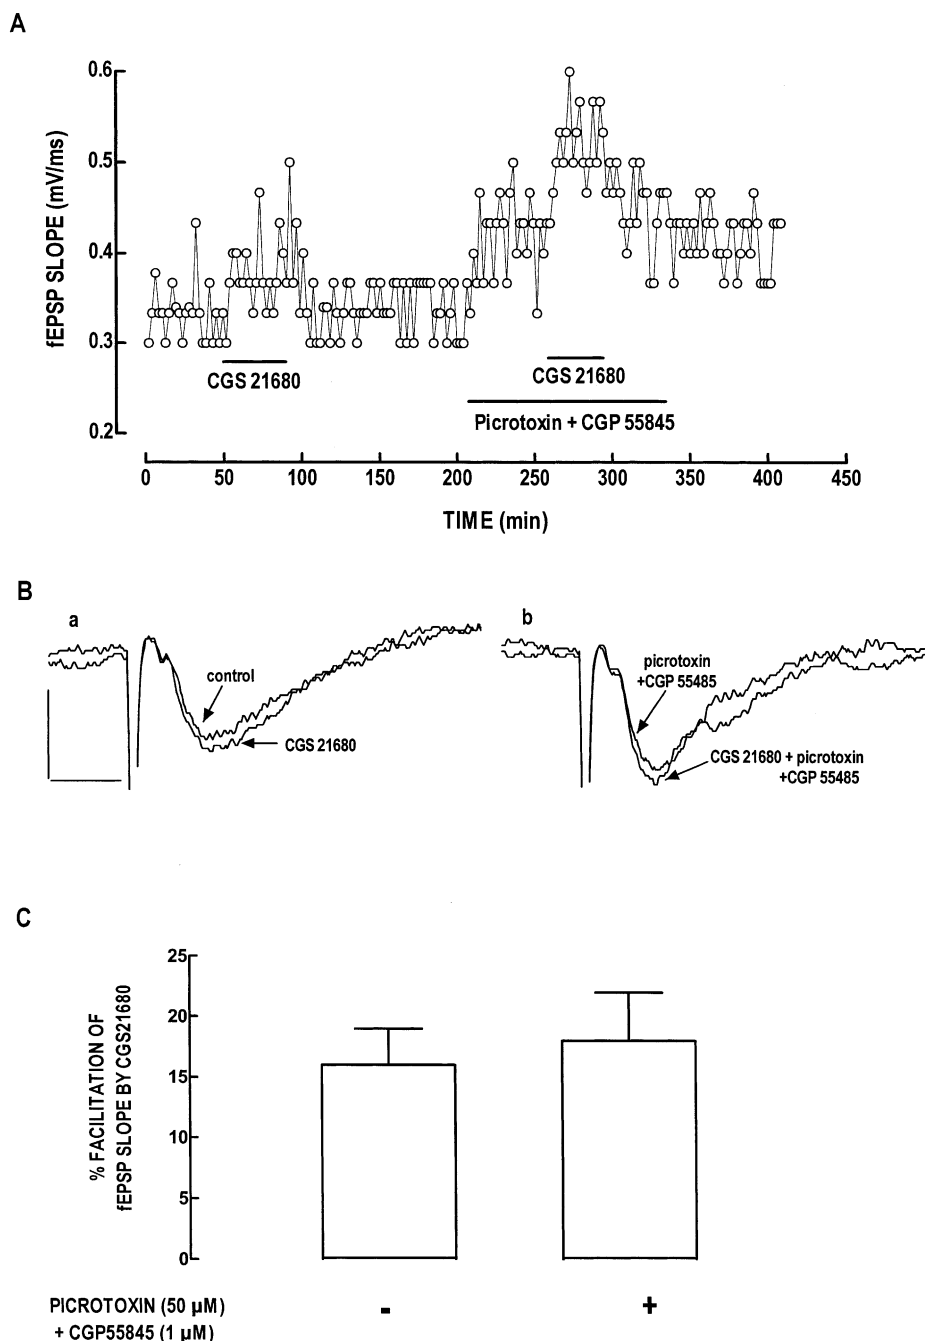 A
0.6
0.5
0.4
0.3
0.2
fEPSP SLOPE (mV/ms)
CGS 21680
CGS 21680
Picrotoxin + CGP 55845
0 50 100 150 200 250 300 350 400 450
TIME (min)
B
a
control
CGS 21680
b
picrotoxin
+CGP 55485
CGS 21680 + picrotoxin
+CGP 55485
C
% FACILITATION OF
fEPSP SLOPE BY CGS21680
25
20
15
10
5
0
PICROTOXIN (50 µM)
+ CGP55845 (1 µM)
- +